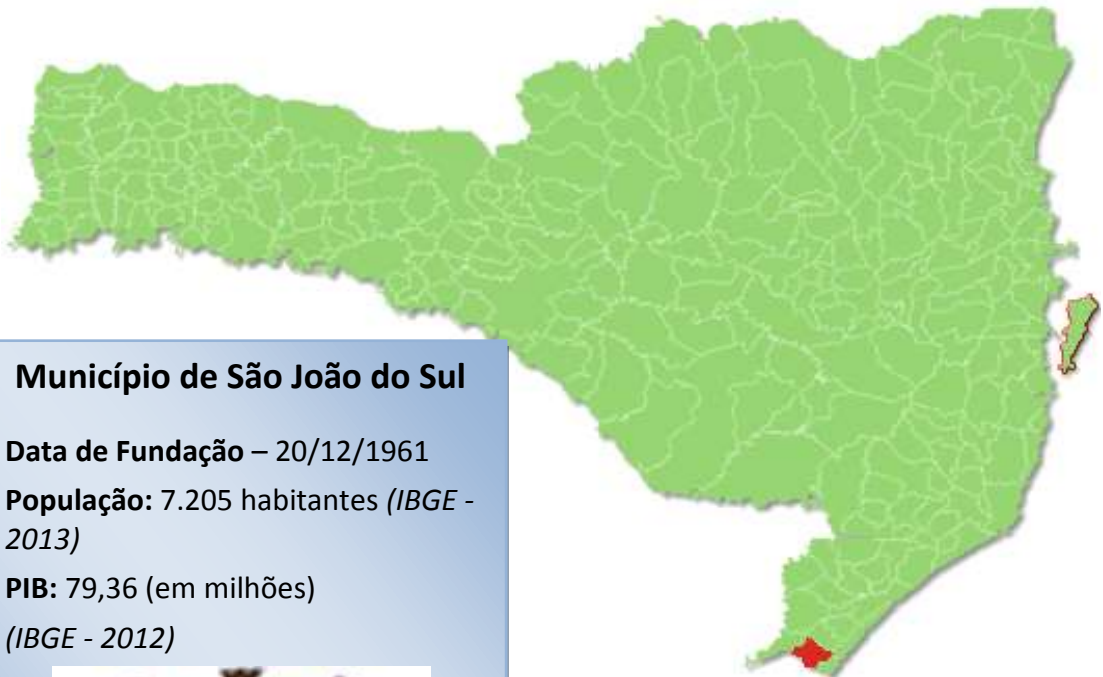 Município de São João do Sul
Data de Fundação – 20/12/1961
População: 7.205 habitantes (IBGE -
2013)
PIB: 79,36 (em milhões)
(IBGE - 2012)